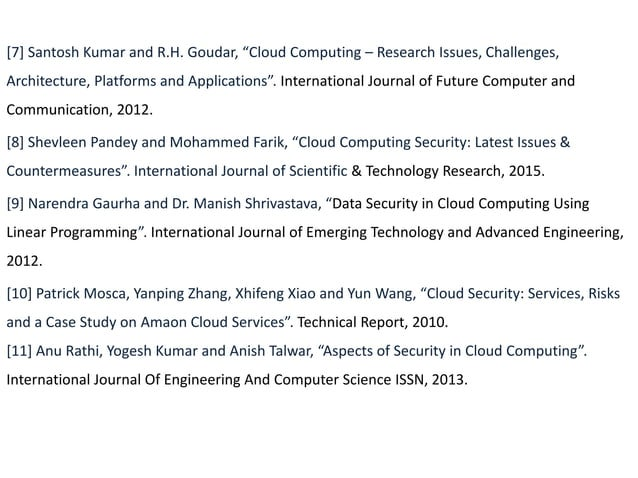 [7] Santosh Kumar and R.H. Goudar, “Cloud Computing – Research Issues, Challenges,
Architecture, Platforms and Applications”. International Journal of Future Computer and
Communication, 2012.
[8] Shevleen Pandey and Mohammed Farik, “Cloud Computing Security: Latest Issues &
Countermeasures”. International Journal of Scientific & Technology Research, 2015.
[9] Narendra Gaurha and Dr. Manish Shrivastava, “Data Security in Cloud Computing Using
Linear Programming”. International Journal of Emerging Technology and Advanced Engineering,
2012.
[10] Patrick Mosca, Yanping Zhang, Xhifeng Xiao and Yun Wang, “Cloud Security: Services, Risks
and a Case Study on Amaon Cloud Services”. Technical Report, 2010.
[11] Anu Rathi, Yogesh Kumar and Anish Talwar, “Aspects of Security in Cloud Computing”.
International Journal Of Engineering And Computer Science ISSN, 2013.